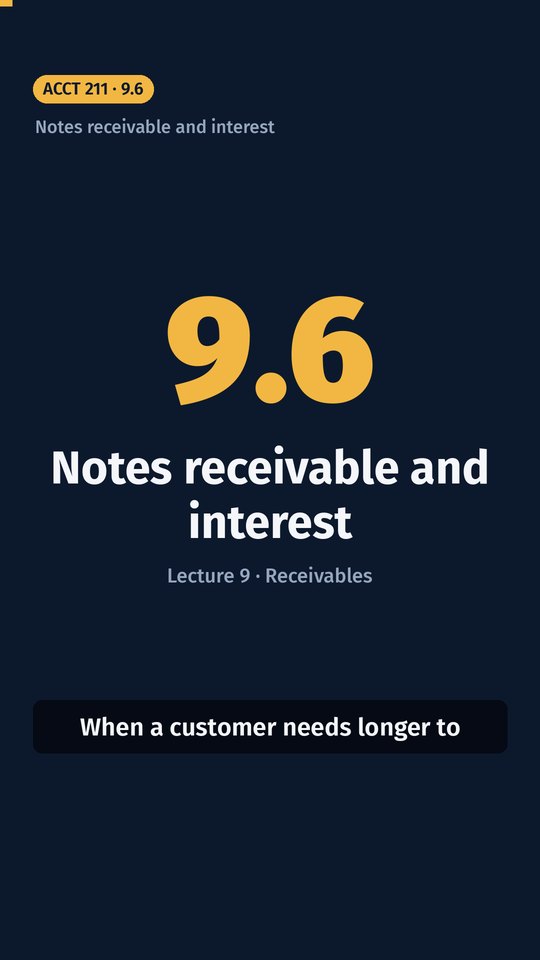 ACCT 211 · 9.6
Notes receivable and interest
9.6
Notes receivable and
interest
Lecture 9 · Receivables
When a customer needs longer to